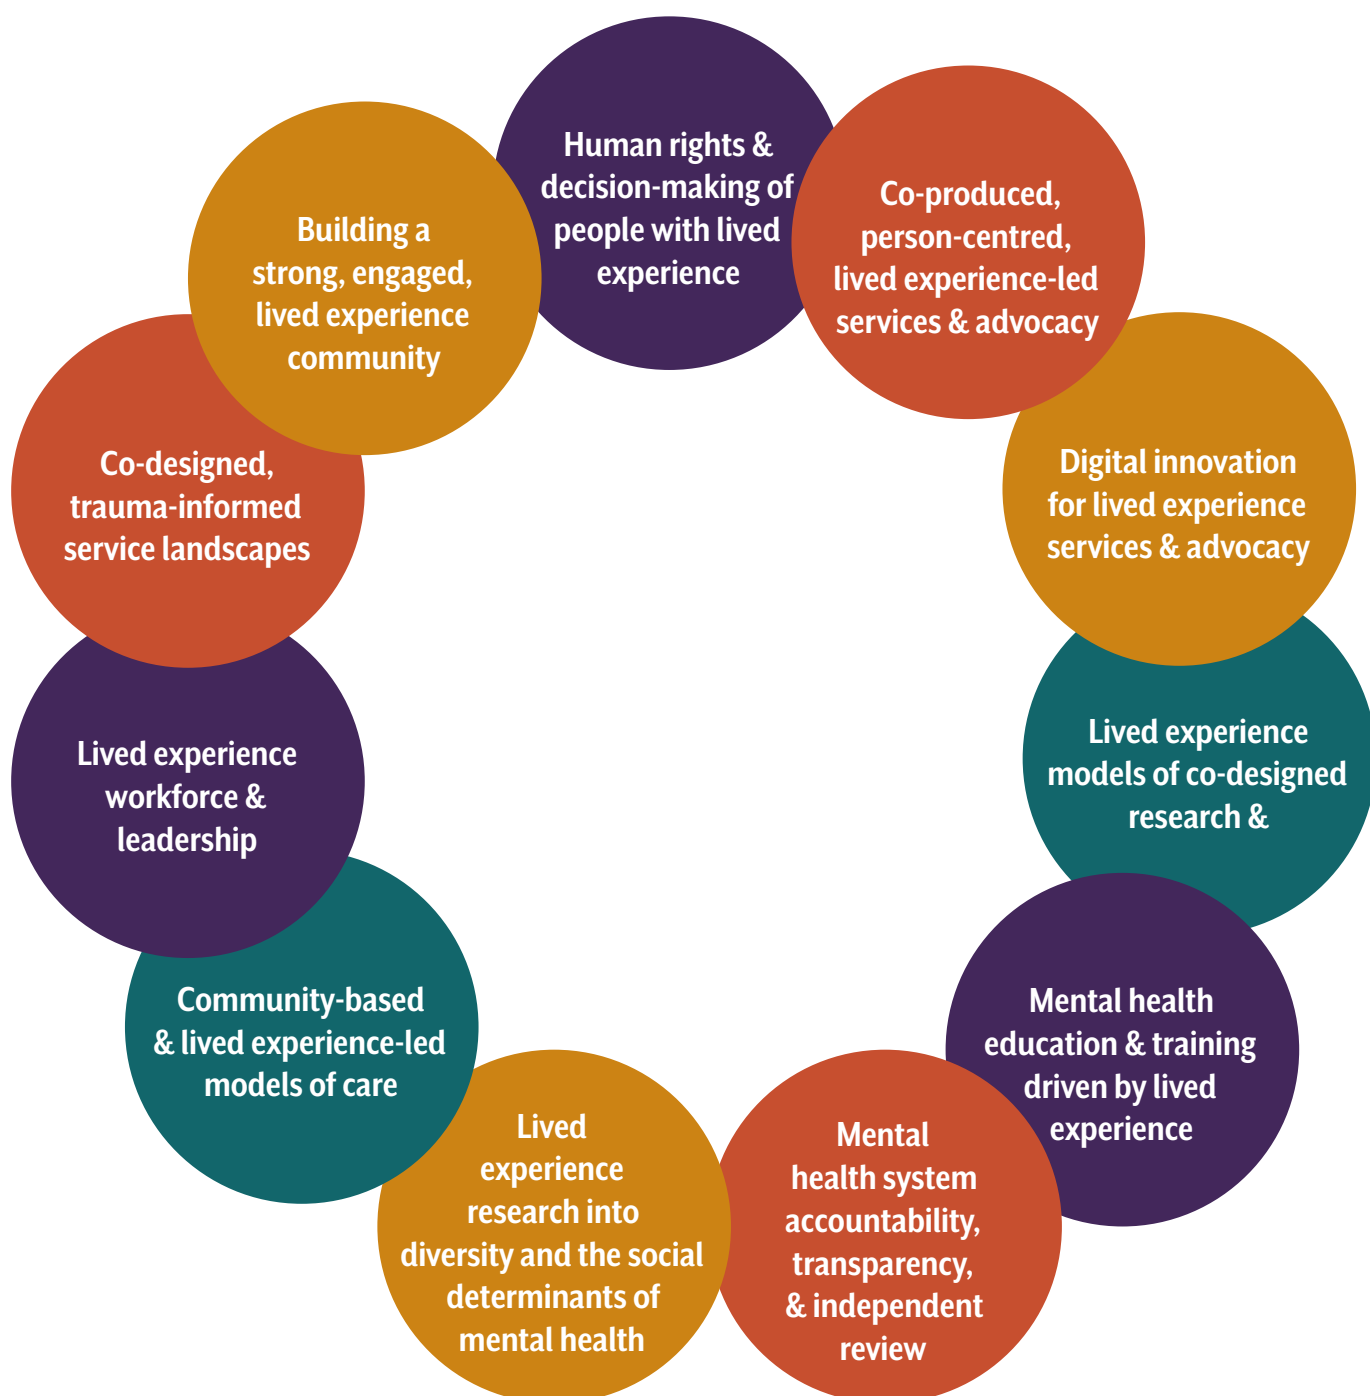 Human rights &
decision-making of
people with lived
experience
Co-produced,
person-centred,
lived experience-led
services & advocacy
Digital innovation
for lived experience
services & advocacy
Lived experience
models of co-designed
research &
Mental health
education & training
driven by lived
experience
Mental
health system
accountability,
transparency,
& independent
review
Lived
experience
research into
diversity and the social
determinants of
mental health
Community-based
& lived experience-led
models of care
Lived experience
workforce &
leadership
Co-designed,
trauma-informed
service landscapes
Building a
strong, engaged,
lived experience
community